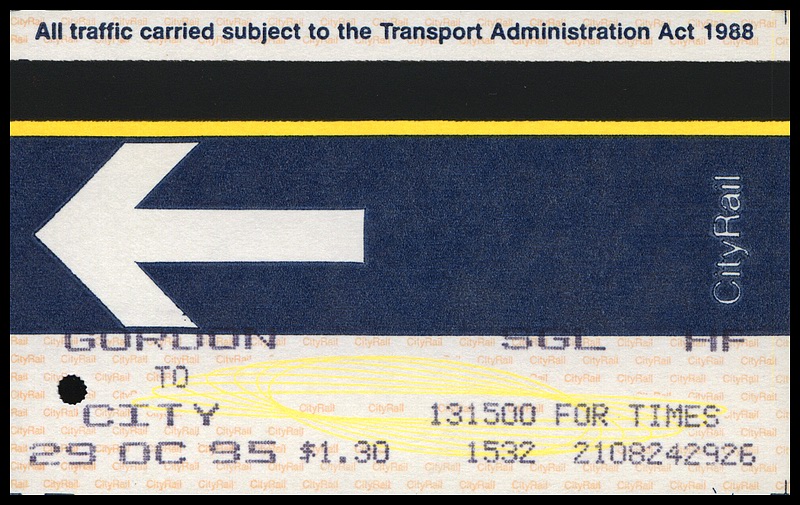 All traffic carried subject to the Transport Administration Act 1988
CityRail
GORDON SGL HF
TO
CITY 131500 FOR TIMES
29 OC 95 $1.30 1532 2108242926